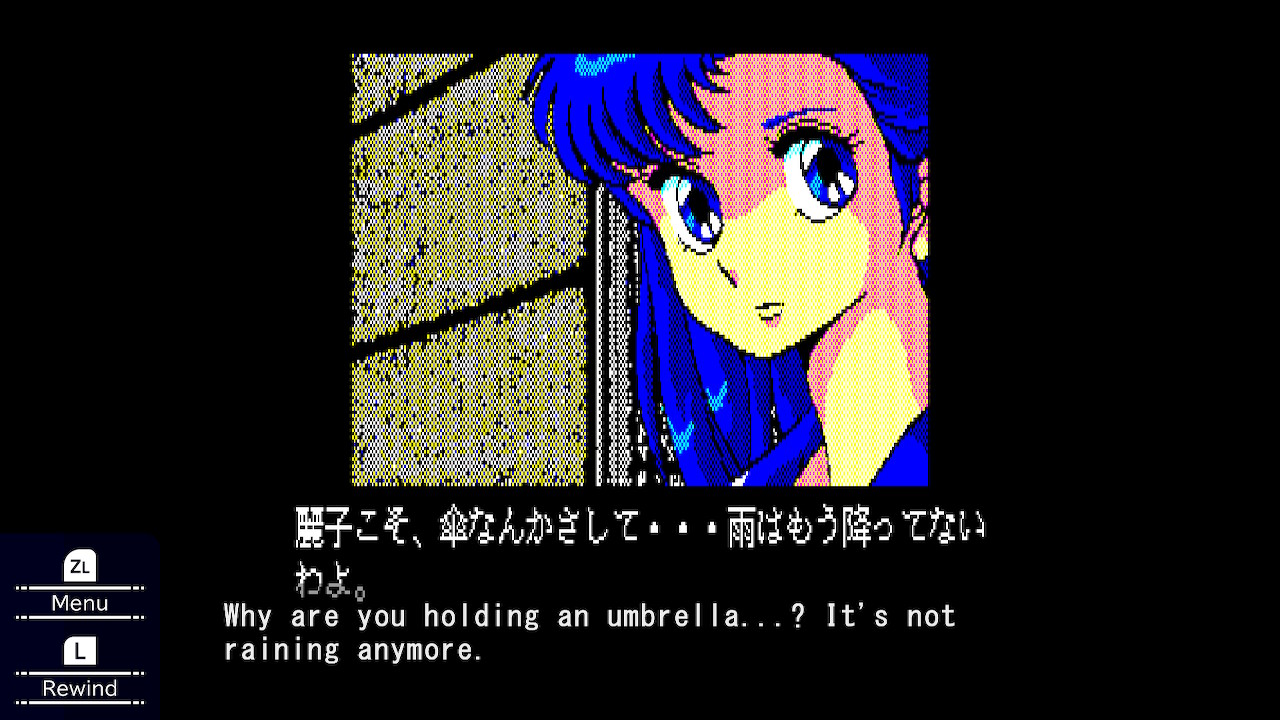 麗子こそ、傘なんかさして・・・雨はもう降ってない
わよ。
Why are you holding an umbrella...? It's not
raining anymore.
ZL
Menu
L
Rewind